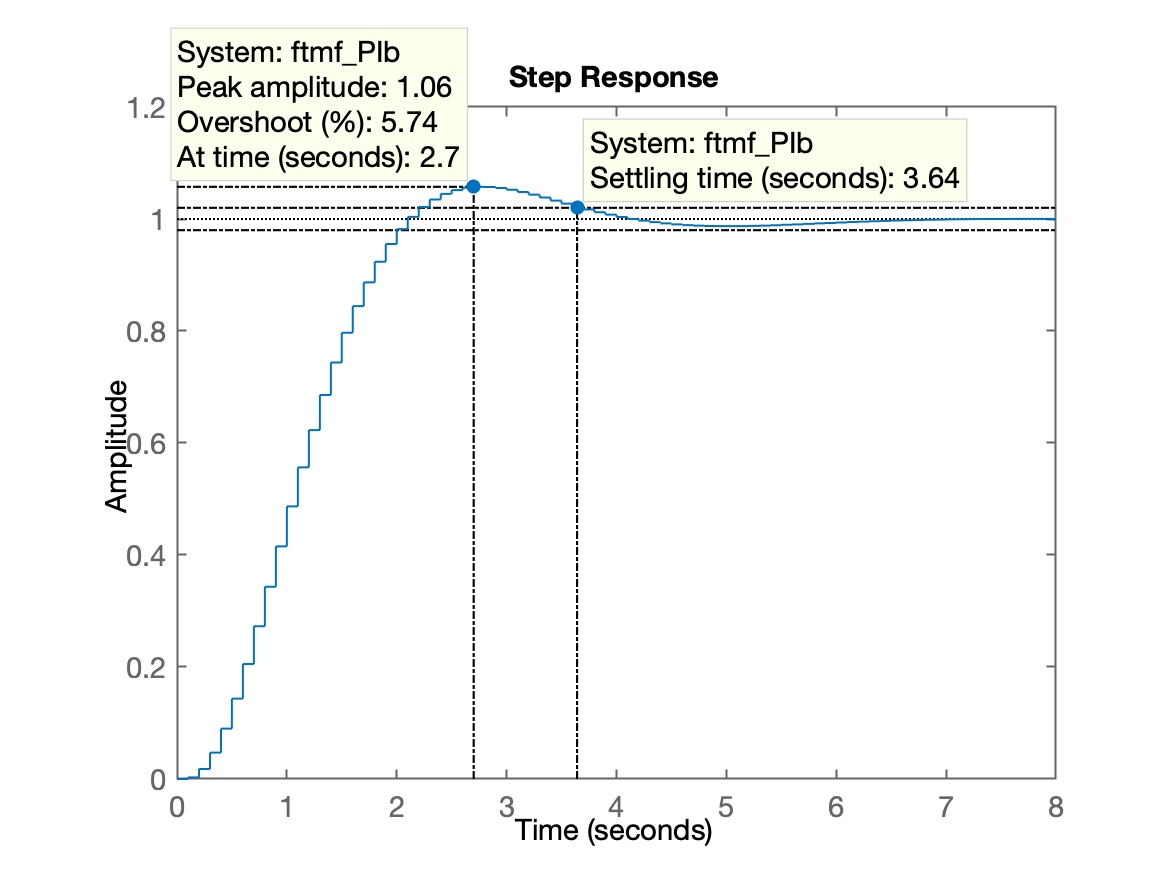 System: ftmf_PIb
Peak amplitude: 1.06
Overshoot (%): 5.74
At time (seconds): 2.7
Step Response
System: ftmf_PIb
Settling time (seconds): 3.64
1.2
1
0.8
0.6
0.4
0.2
0
Amplitude
0 1 2 3 4 5 6 7 8
Time (seconds)